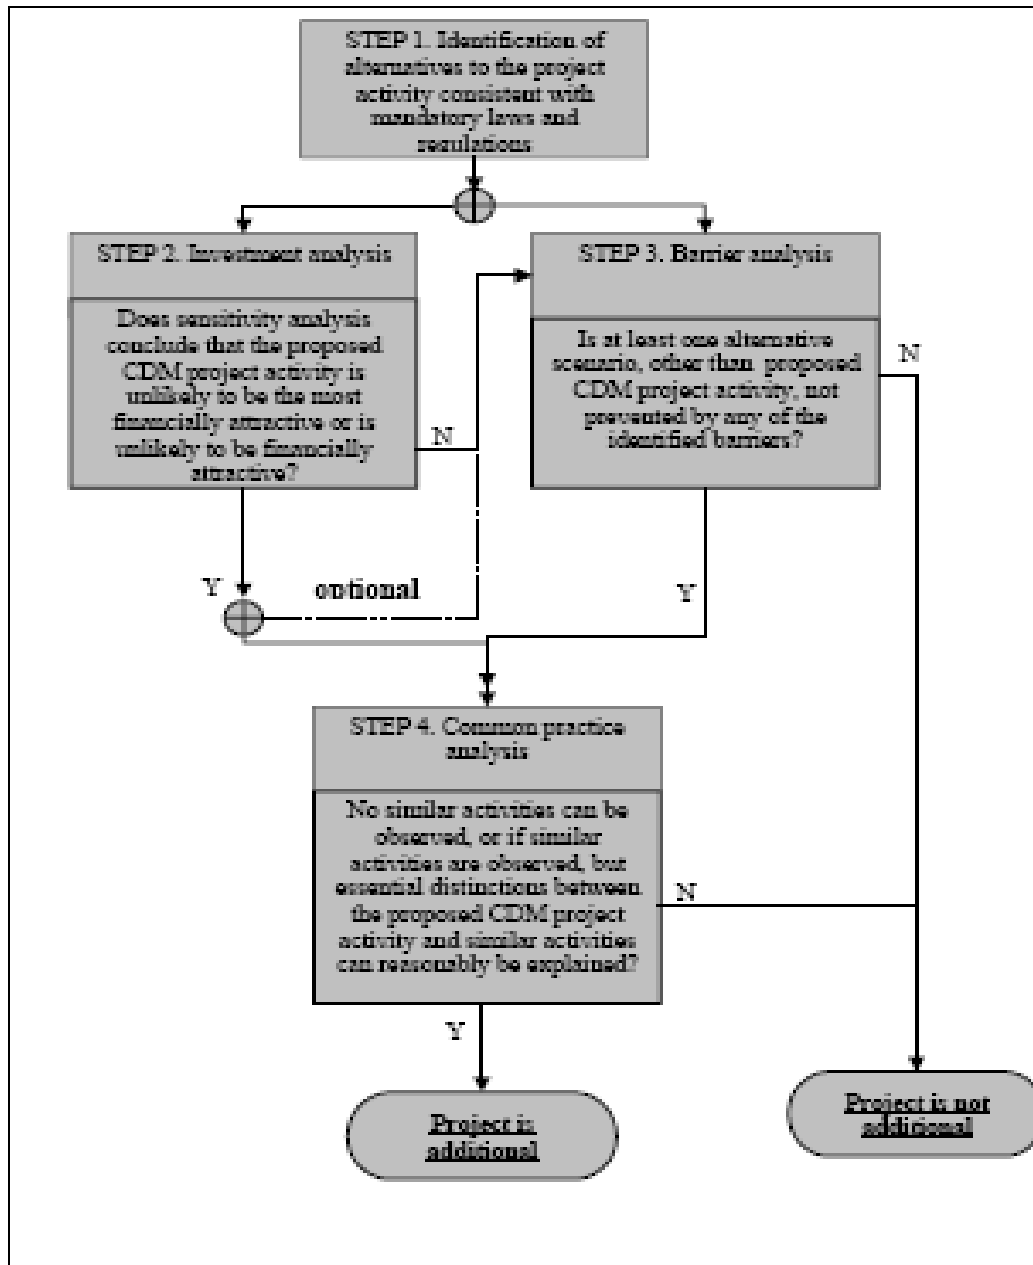 STEP 1. Identification of
alternatives to the project
activity consistent with
mandatory laws and
regulations
STEP 2. Investment analysis
Does sensitivity analysis
conclude that the proposed
CDM project activity is
unlikely to be the most
financially attractive or is
unlikely to be financially
attractive?
N
Y
optional
STEP 3. Barrier analysis
Is at least one alternative
scenario, other than proposed
CDM project activity, not
prevented by any of the
identified barriers?
N
Y
STEP 4. Common practice
analysis
No similar activities can be
observed, or if similar
activities are observed, but
essential distinctions between
the proposed CDM project
activity and similar activities
can reasonably be explained?
N
Y
Project is
additional
Project is not
additional